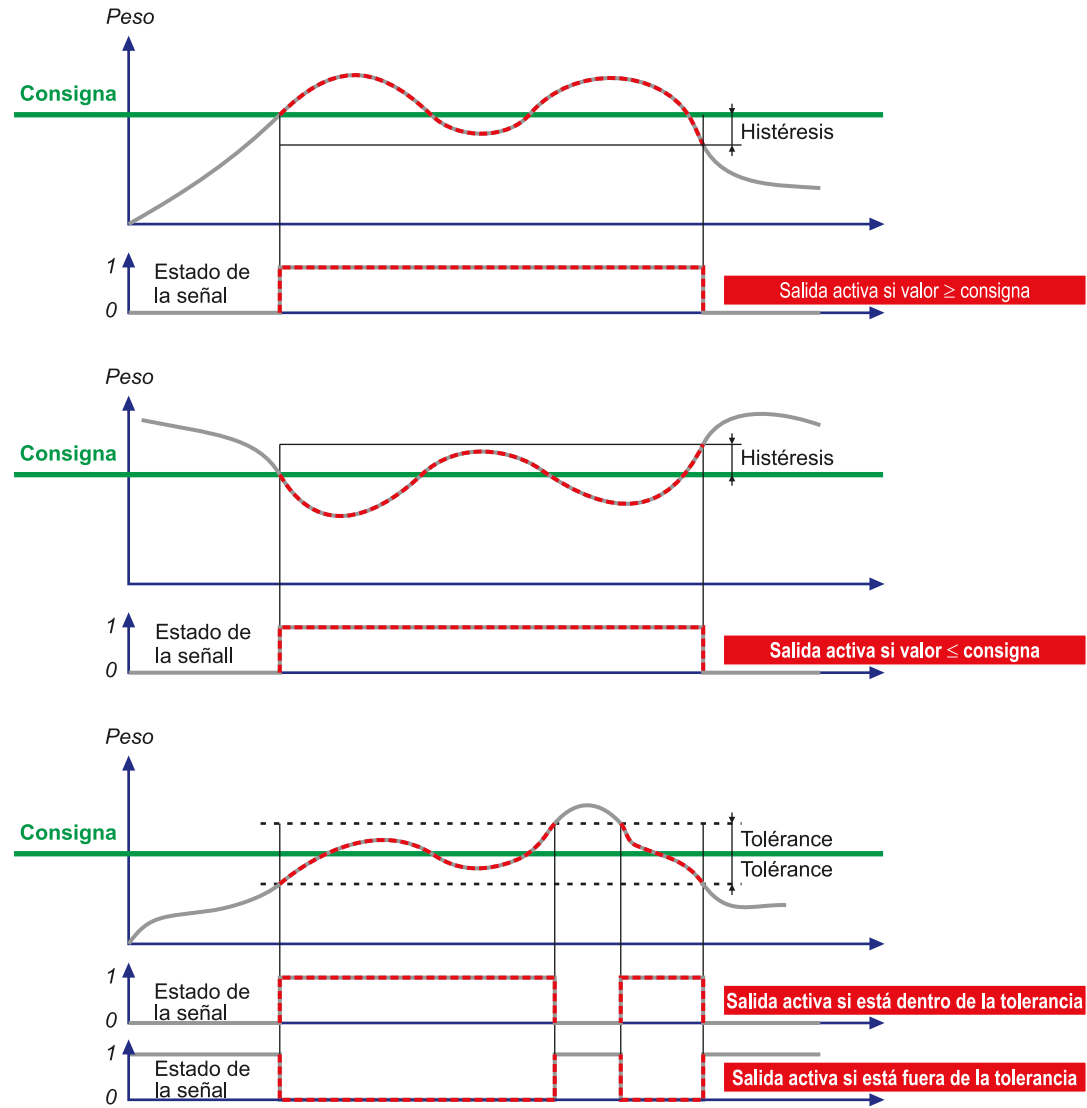 Peso
Consigna
Histéresis
1
Estado de
la señal
0
Salida activa si valor ≥ consigna
Peso
Consigna
Histéresis
1
Estado de
la señall
0
Salida activa si valor ≤ consigna
Peso
Consigna
Tolérance
Tolérance
1
Estado de
la señal
0
Salida activa si está dentro de la tolerancia
1
Estado de
la señal
0
Salida activa si está fuera de la tolerancia